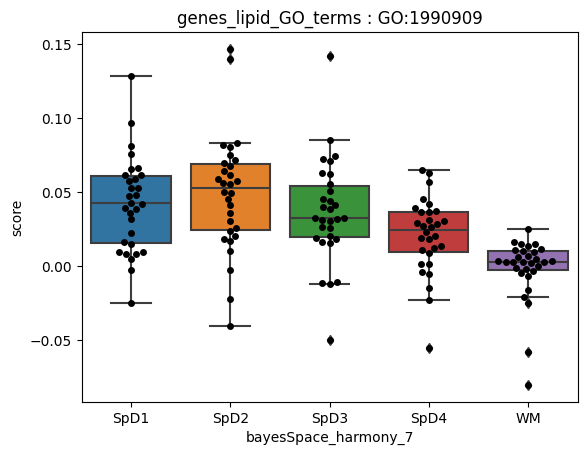 genes_lipid_GO_terms : GO:1990909
0.15
0.10
0.05
0.00
−0.05
score
SpD1 SpD2 SpD3 SpD4 WM
bayesSpace_harmony_7